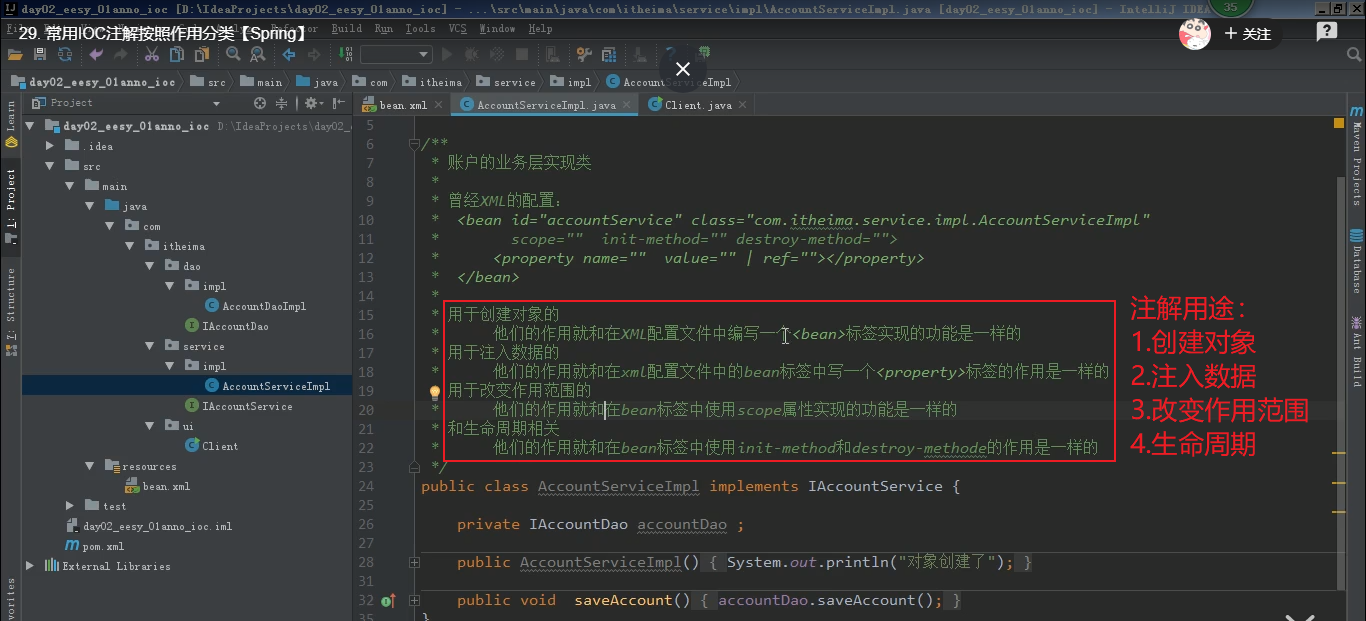 day02_eesy_01anno_ioc [D:\IdeaProjects\day02_eesy_01anno_ioc] - ...\src\main\java\com\itheima\service\impl\AccountServiceImpl.java [day02_eesy_01anno_ioc] - IntelliJ IDEA
35
Build Run Tools VCS Window Help
29. 常用IOC注解按照作用分类【Spring】
+ 关注
day02_eesy_01anno_ioc src main java com itheima service impl AccountServiceImpl
Project
bean.xml AccountServiceImpl.java Client.java
Learn
1: Project
7: Structure
Maven Projects
Database
Ant Build
day02_eesy_01anno_ioc D:\IdeaProjects\day02_
.idea
src
main
java
com
itheima
dao
impl
AccountDaoImpl
IAccountDao
service
impl
AccountServiceImpl
IAccountService
ui
Client
resources
bean.xml
test
day02_eesy_01anno_ioc.iml
pom.xml
External Libraries
5
6 /**
7 * 账户的业务层实现类
8 *
9 * 曾经XML的配置：
10 * <bean id="accountService" class="com.itheima.service.impl.AccountServiceImpl"
11 * scope="" init-method="" destroy-method="">
12 * <property name="" value="" | ref=""></property>
13 * </bean>
14 *
15 * 用于创建对象的
16 * 他们的作用就和在XML配置文件中编写一个<bean>标签实现的功能是一样的
17 * 用于注入数据的
18 * 他们的作用就和在xml配置文件中的bean标签中写一个<property>标签的作用是一样的
19 * 用于改变作用范围的
20 * 他们的作用就和在bean标签中使用scope属性实现的功能是一样的
21 * 和生命周期相关
22 * 他们的作用就和在bean标签中使用init-method和destroy-methode的作用是一样的
23 */
24 public class AccountServiceImpl implements IAccountService {
25
26 private IAccountDao accountDao ;
27
28 public AccountServiceImpl() { System.out.println("对象创建了"); }
31
32 public void saveAccount() { accountDao.saveAccount(); }
35 }
注解用途：
1.创建对象
2.注入数据
3.改变作用范围
4.生命周期